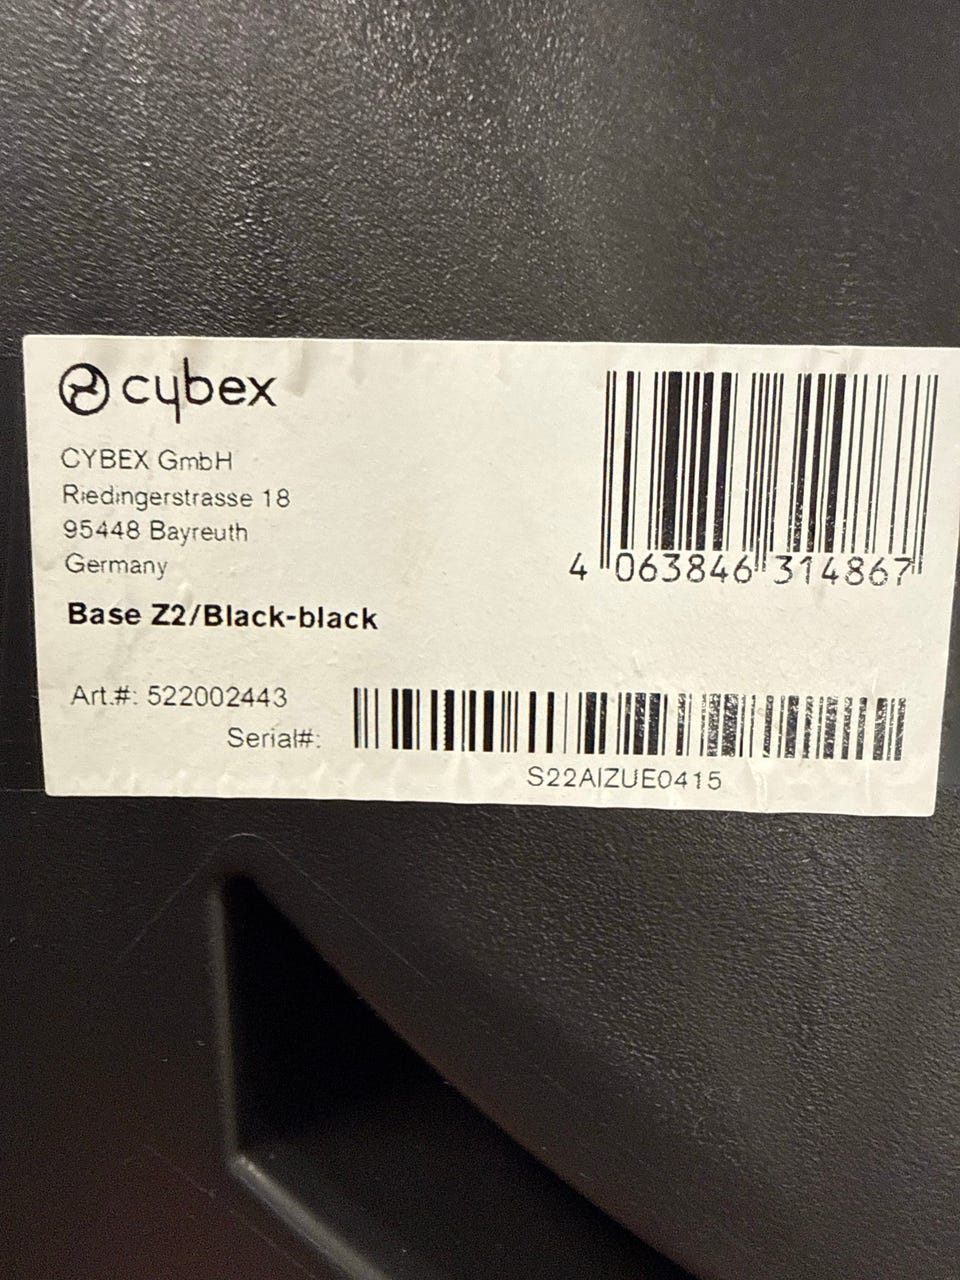 cybex
CYBEX GmbH
Riedingerstrasse 18
95448 Bayreuth
Germany
4 063846 314867
Base Z2/Black-black
Art.#: 522002443
Serial#:
S22AIZUE0415